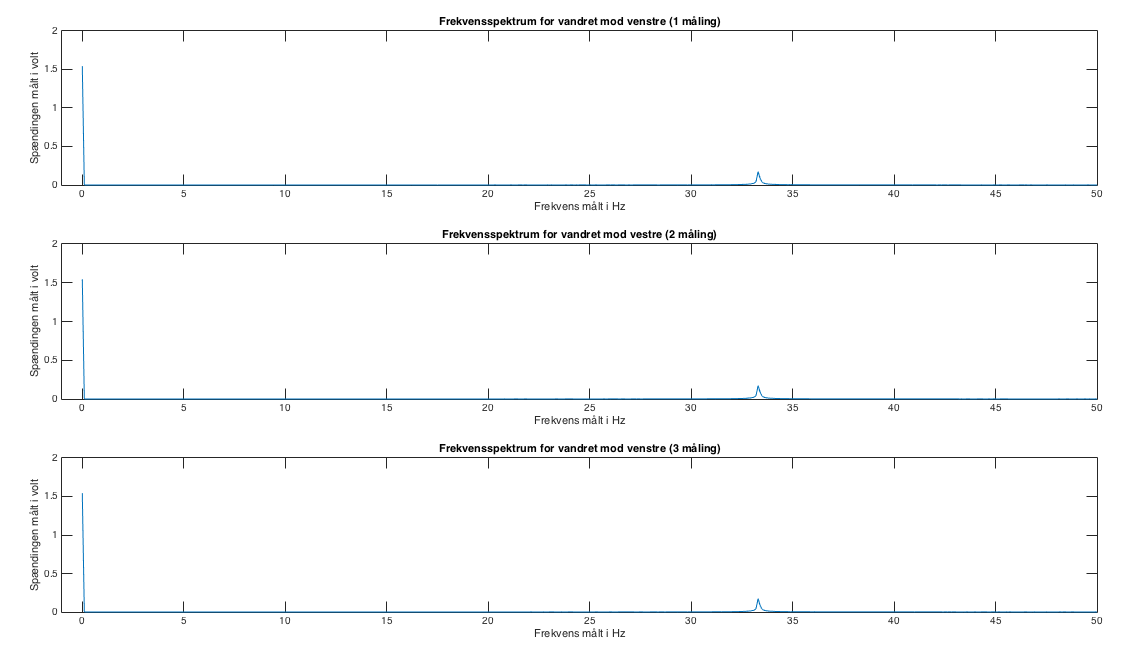 Frekvensspektrum for vandret mod venstre (1 måling)
2
1.5
1
0.5
0
Spændingen målt i volt
0 5 10 15 20 25 30 35 40 45 50
Frekvens målt i Hz
Frekvensspektrum for vandret mod vestre (2 måling)
2
1.5
1
0.5
0
Spændingen målt i volt
0 5 10 15 20 25 30 35 40 45 50
Frekvens målt i Hz
Frekvensspektrum for vandret mod venstre (3 måling)
2
1.5
1
0.5
0
Spændingen målt i volt
0 5 10 15 20 25 30 35 40 45 50
Frekvens målt i Hz